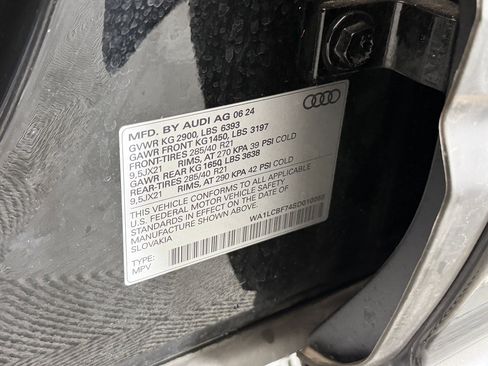 MFD. BY AUDI AG 06 24
GVWR KG 2900, LBS 6393
GAWR FRONT KG 1450, LBS 3197
FRONT-TIRES 285/40 R21
9,5JX21 RIMS, AT 270 KPA 39 PSI COLD
GAWR REAR KG 1650, LBS 3638
REAR-TIRES 285/40 R21
9,5JX21 RIMS, AT 290 KPA 42 PSI COLD
THIS VEHICLE CONFORMS TO ALL APPLICABLE
U.S. FEDERAL MOTOR VEHICLE SAFETY
STANDARDS IN EFFECT ON THE DATE OF
MANUFACTURE SHOWN ABOVE.
SLOVAKIA
TYPE:
MPV